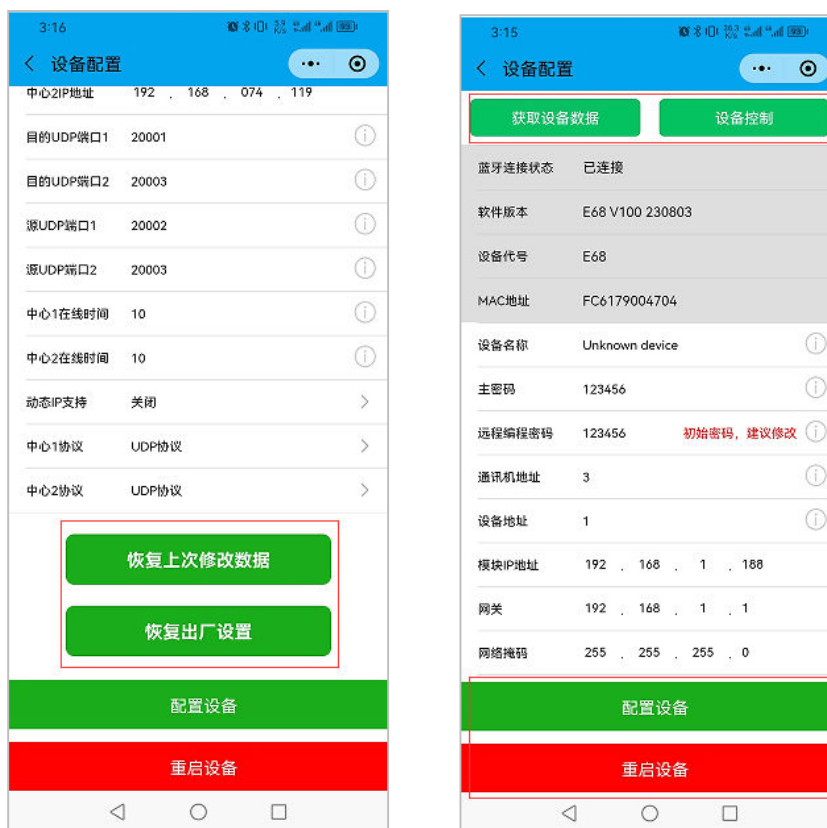 3:16
设备配置
中心2IP地址 192 . 168 . 074 . 119
目的UDP端口1 20001
目的UDP端口2 20003
源UDP端口1 20002
源UDP端口2 20003
中心1在线时间 10
中心2在线时间 10
动态IP支持 关闭
中心1协议 UDP协议
中心2协议 UDP协议
恢复上次修改数据
恢复出厂设置
配置设备
重启设备
3:15
设备配置
获取设备数据 设备控制
蓝牙连接状态 已连接
软件版本 E68 V100 230803
设备代号 E68
MAC地址 FC6179004704
设备名称 Unknown device
主密码 123456
远程编程密码 123456 初始密码，建议修改
通讯机地址 3
设备地址 1
模块IP地址 192 . 168 . 1 . 188
网关 192 . 168 . 1 . 1
网络掩码 255 . 255 . 255 . 0
配置设备
重启设备